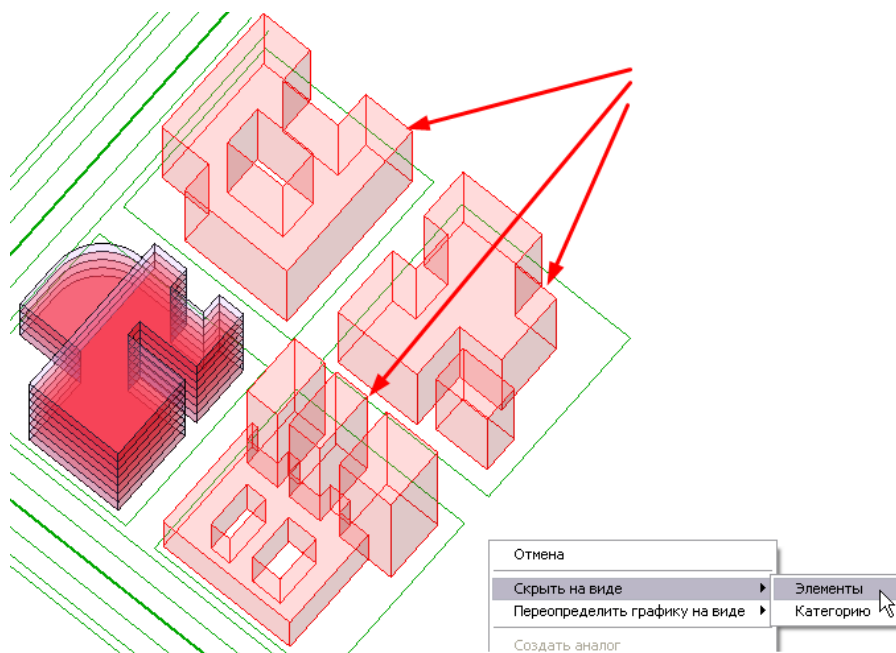 Отмена
Скрыть на виде
Элементы
Переопределить графику на виде
Категорию
Создать аналог